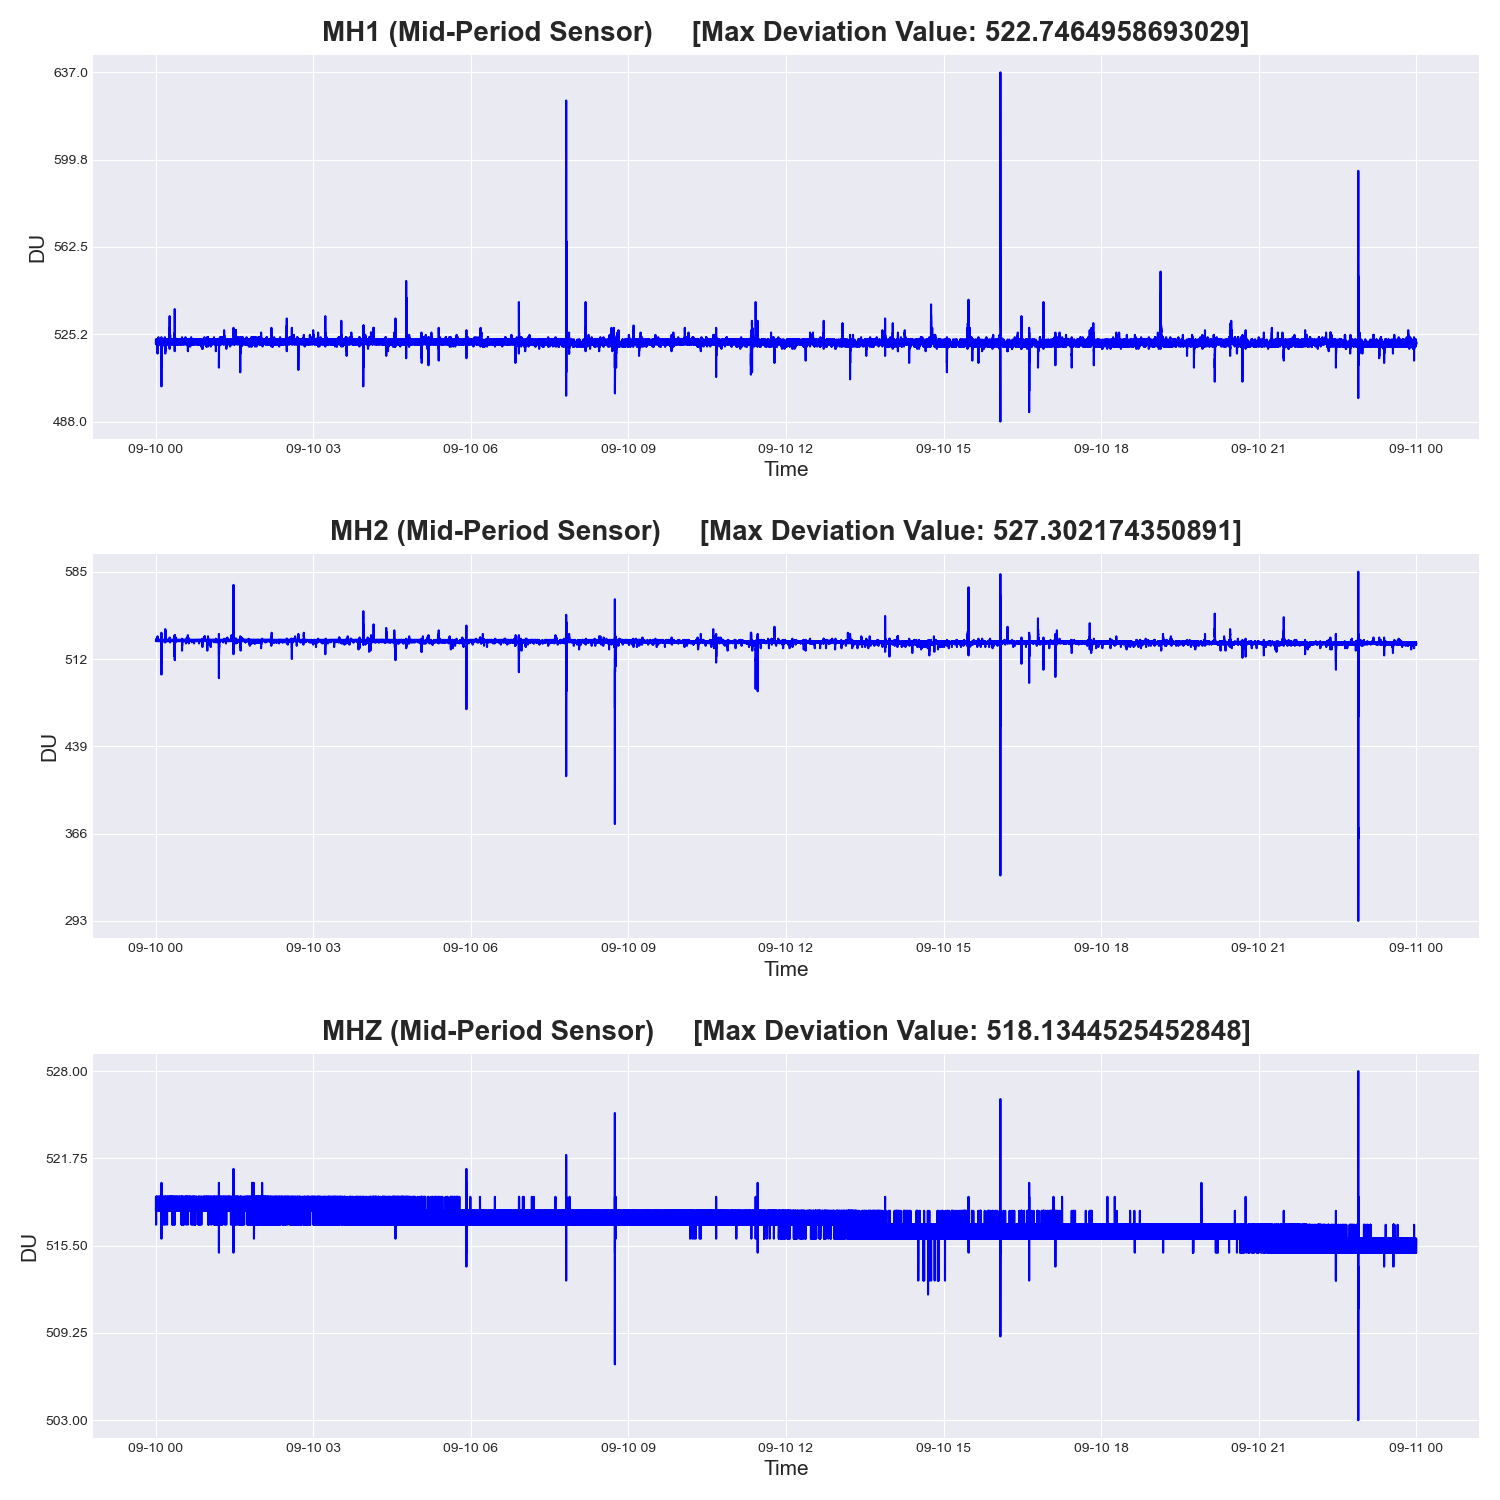 MH1 (Mid-Period Sensor) [Max Deviation Value: 522.7464958693029]
637.0
599.8
562.5
525.2
488.0
DU
09-10 00 09-10 03 09-10 06 09-10 09 09-10 12 09-10 15 09-10 18 09-10 21 09-11 00
Time
MH2 (Mid-Period Sensor) [Max Deviation Value: 527.302174350891]
585
512
439
366
293
DU
09-10 00 09-10 03 09-10 06 09-10 09 09-10 12 09-10 15 09-10 18 09-10 21 09-11 00
Time
MHZ (Mid-Period Sensor) [Max Deviation Value: 518.1344525452848]
528.00
521.75
515.50
509.25
503.00
DU
09-10 00 09-10 03 09-10 06 09-10 09 09-10 12 09-10 15 09-10 18 09-10 21 09-11 00
Time